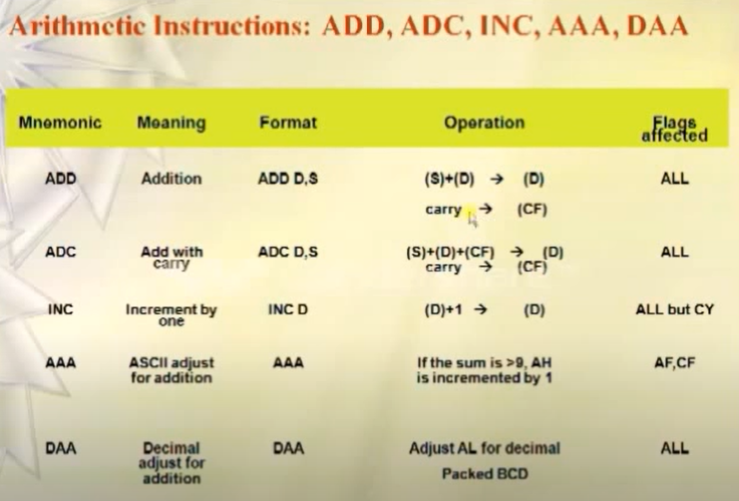 Arithmetic Instructions: ADD, ADC, INC, AAA, DAA
Mnemonic Meaning Format Operation Flags affected
ADD Addition ADD D,S (S)+(D) → (D) ALL
carry → (CF)
ADC Add with carry ADC D,S (S)+(D)+(CF) → (D) ALL
carry → (CF)
INC Increment by one INC D (D)+1 → (D) ALL but CY
AAA ASCII adjust for addition AAA If the sum is >9, AH is incremented by 1 AF,CF
DAA Decimal adjust for addition DAA Adjust AL for decimal Packed BCD ALL